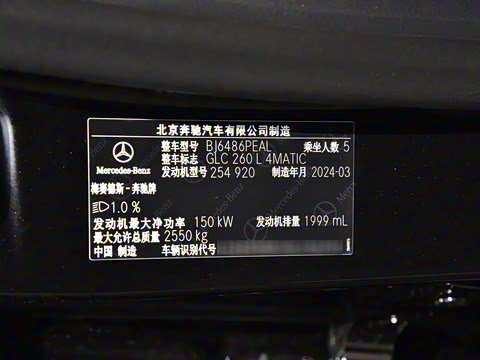 北京奔驰汽车有限公司制造
整车型号 BJ6486PEAL 乘坐人数 5
整车标志 GLC 260 L 4MATIC
发动机型号 254 920 制造年月 2024-03
Mercedes-Benz
梅赛德斯－奔驰牌
1.0 %
发动机最大净功率 150 kW 发动机排量 1999 mL
最大允许总质量 2550 kg
中国 制造 车辆识别代号